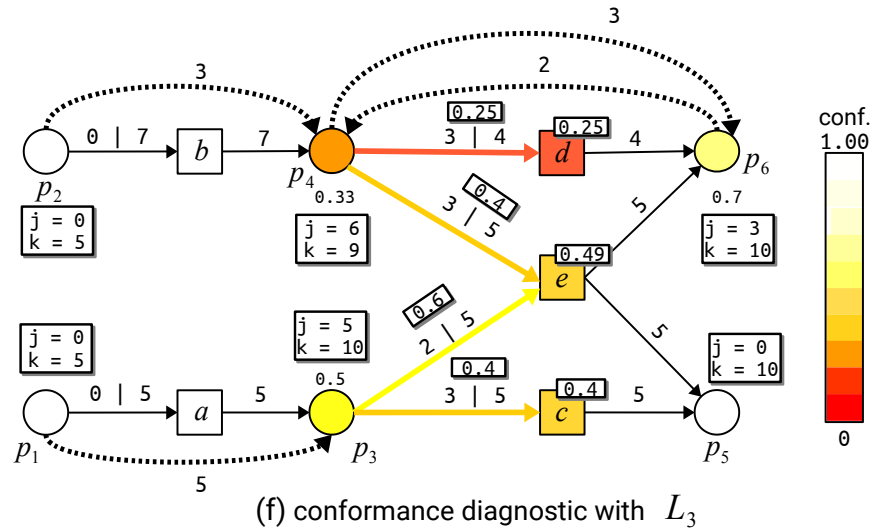 3
3
2
conf.
1.00
0.25
0 | 7
b
7
3 | 4
0.25
d
4
p2
p4
p6
0.4
3 | 5
5
0.33
0.7
j = 0
k = 5
j = 6
k = 9
j = 3
k = 10
0.49
e
0.6
2 | 5
5
j = 0
k = 5
j = 5
k = 10
j = 0
k = 10
0.5
0.4
0 | 5
a
5
3 | 5
0.4
c
5
p1
p3
p5
0
5
(f) conformance diagnostic with L3